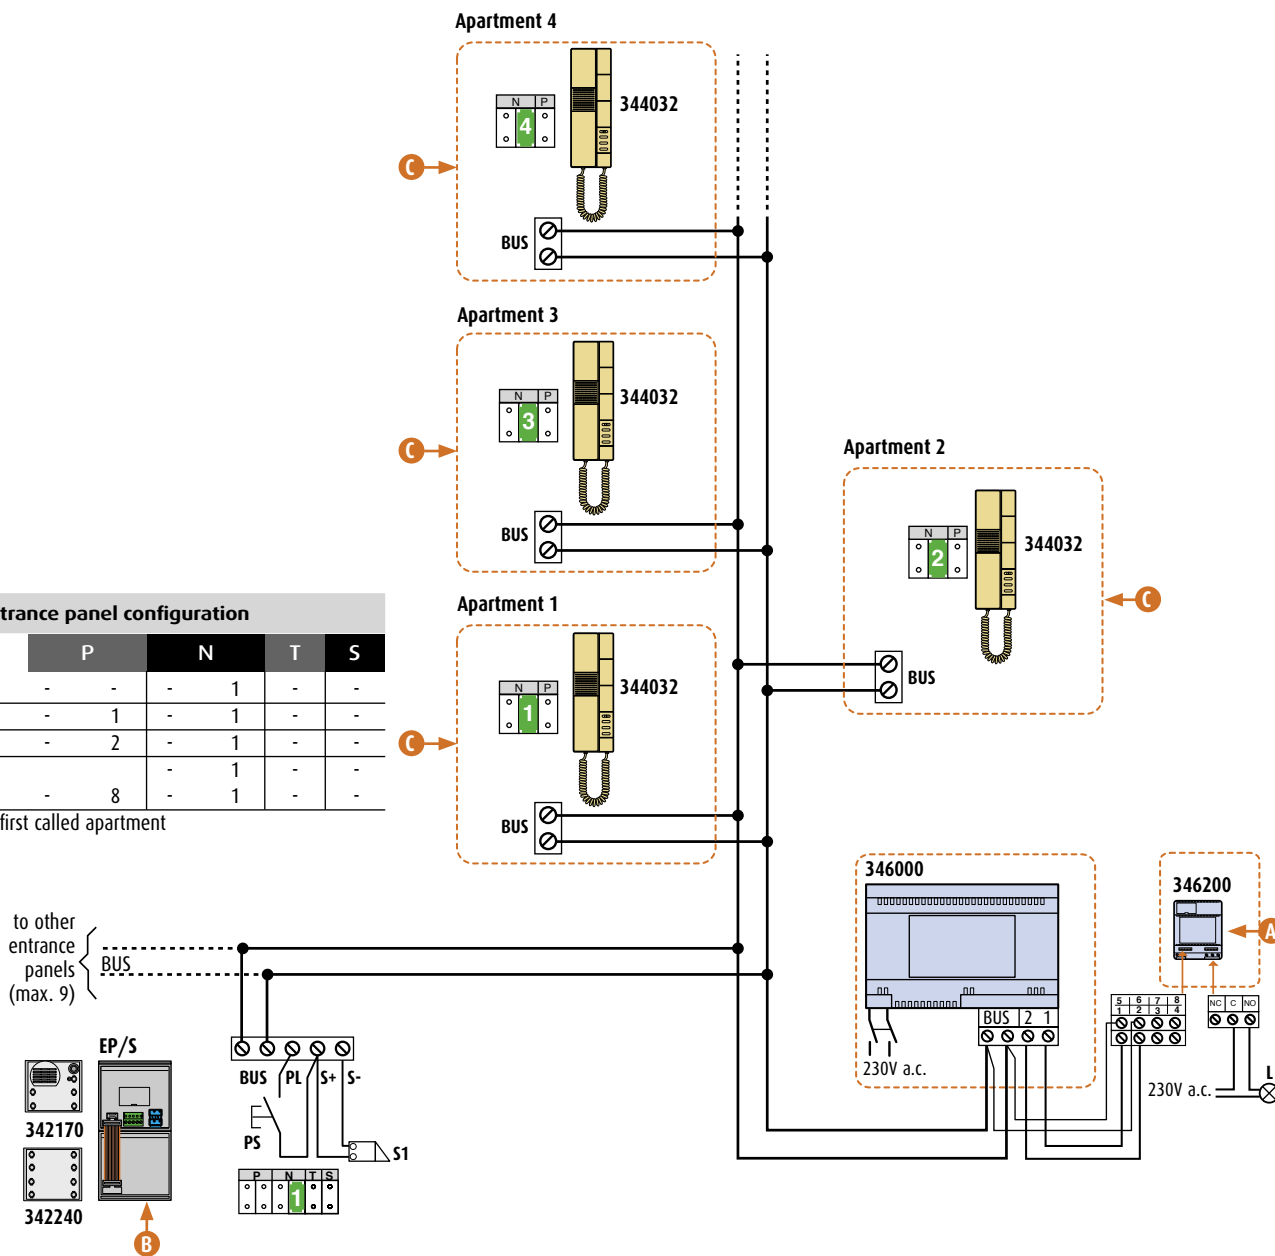 Apartment 4
N P
4
344032
C
BUS
Apartment 3
N P
3
344032
C
BUS
Apartment 2
N P
2
344032
C
BUS
trance panel configuration
P N T S
- - - 1 - -
- 1 - 1 - -
- 2 - 1 - -
- 1 - -
- 8 - 1 - -
first called apartment
Apartment 1
N P
1
344032
C
BUS
346000
BUS 2 1
230V a.c.
346200
A
5 6 7 8
1 2 3 4
NC C NO
230V a.c.
L
to other
entrance
panels
(max. 9)
BUS
EP/S
342170
342240
B
BUS PL S+ S-
PS
S1
P N T S
1